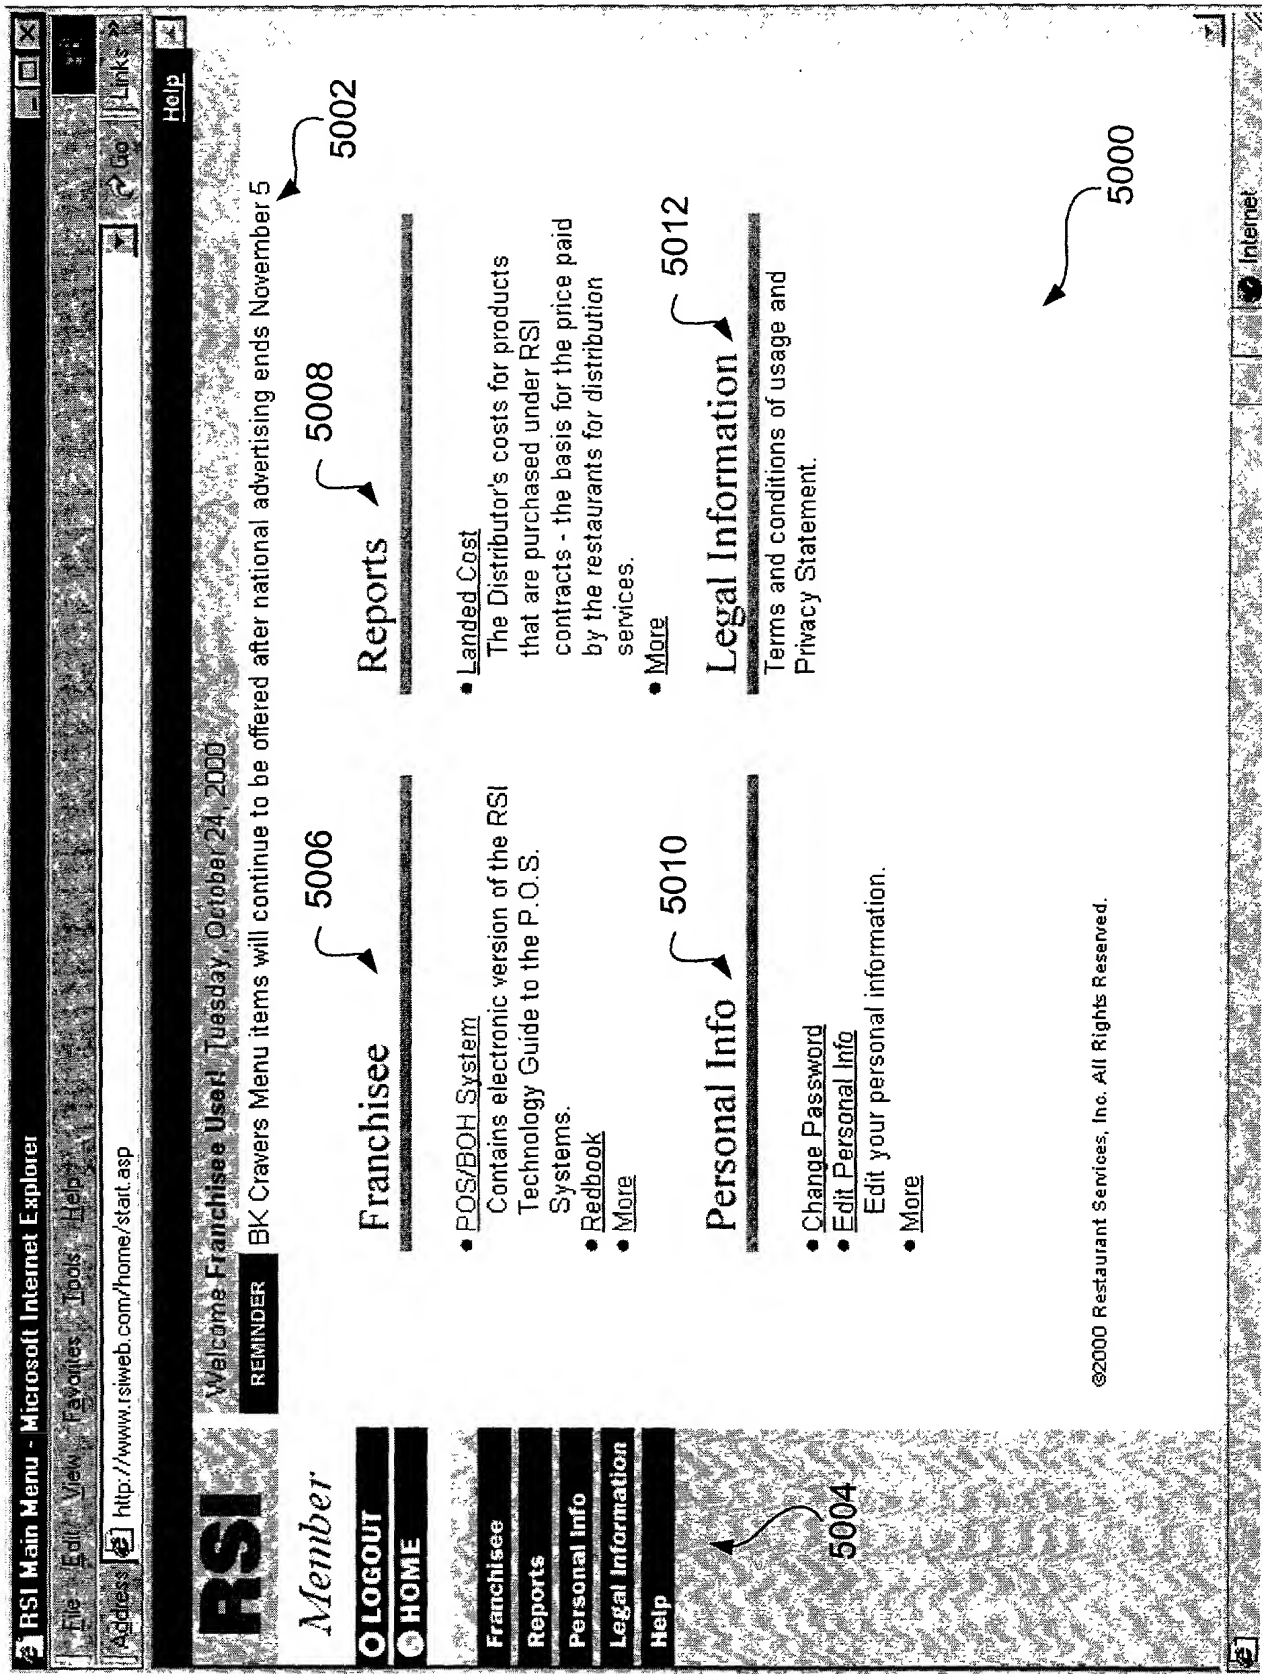 RSI Main Menu - Microsoft Internet Explorer
File Edit View Favorites Tools Help
Address http://www.rsiweb.com/home/start.asp Go Links »
Help
RSI
Welcome Franchisee User! Tuesday, October 24, 2000
REMINDER BK Cravers Menu items will continue to be offered after national advertising ends November 5
5002
Member
LOGOUT
HOME
Franchisee
Reports
Personal Info
Legal Information
Help
5004
5006
Franchisee
• POS/BOH System
Contains electronic version of the RSI
Technology Guide to the P.O.S.
Systems.
• Redbook
• More
5008
Reports
• Landed Cost
The Distributor's costs for products
that are purchased under RSI
contracts - the basis for the price paid
by the restaurants for distribution
services.
• More
5010
Personal Info
• Change Password
• Edit Personal Info
Edit your personal information.
• More
5012
Legal Information
Terms and conditions of usage and
Privacy Statement.
©2000 Restaurant Services, Inc. All Rights Reserved.
5000
Internet